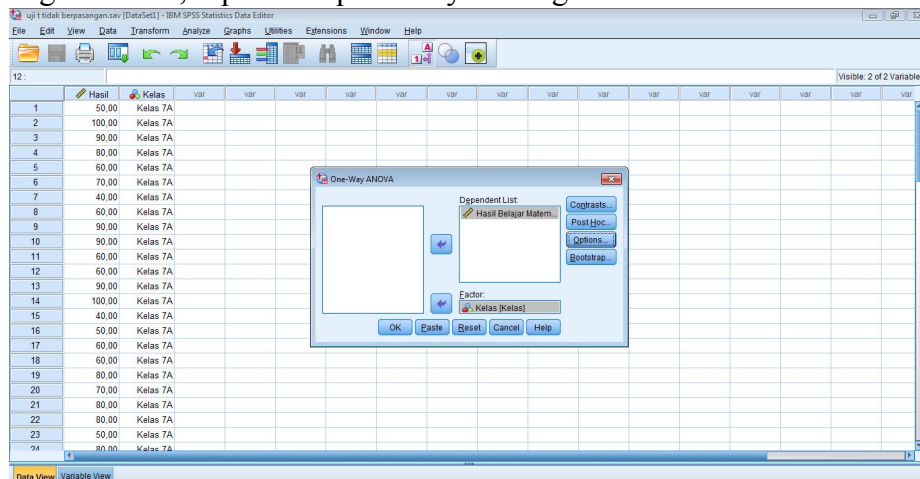 uji t tidak berpasangan.sav [DataSet1] - IBM SPSS Statistics Data Editor
File Edit View Data Transform Analyze Graphs Utilities Extensions Window Help
12 :
Visible: 2 of 2 Variable
Hasil Kelas var var var var var var var var var var var var var
1 50,00 Kelas 7A
2 100,00 Kelas 7A
3 90,00 Kelas 7A
4 80,00 Kelas 7A
5 60,00 Kelas 7A
6 70,00 Kelas 7A
7 40,00 Kelas 7A
8 60,00 Kelas 7A
9 90,00 Kelas 7A
10 90,00 Kelas 7A
11 60,00 Kelas 7A
12 60,00 Kelas 7A
13 90,00 Kelas 7A
14 100,00 Kelas 7A
15 40,00 Kelas 7A
16 50,00 Kelas 7A
17 60,00 Kelas 7A
18 60,00 Kelas 7A
19 80,00 Kelas 7A
20 70,00 Kelas 7A
21 80,00 Kelas 7A
22 80,00 Kelas 7A
23 50,00 Kelas 7A
24 80,00 Kelas 7A
One-Way ANOVA
Dependent List:
Hasil Belajar Matem...
Contrasts...
Post Hoc...
Options...
Bootstrap...
Factor:
Kelas [Kelas]
OK Paste Reset Cancel Help
Data View Variable View